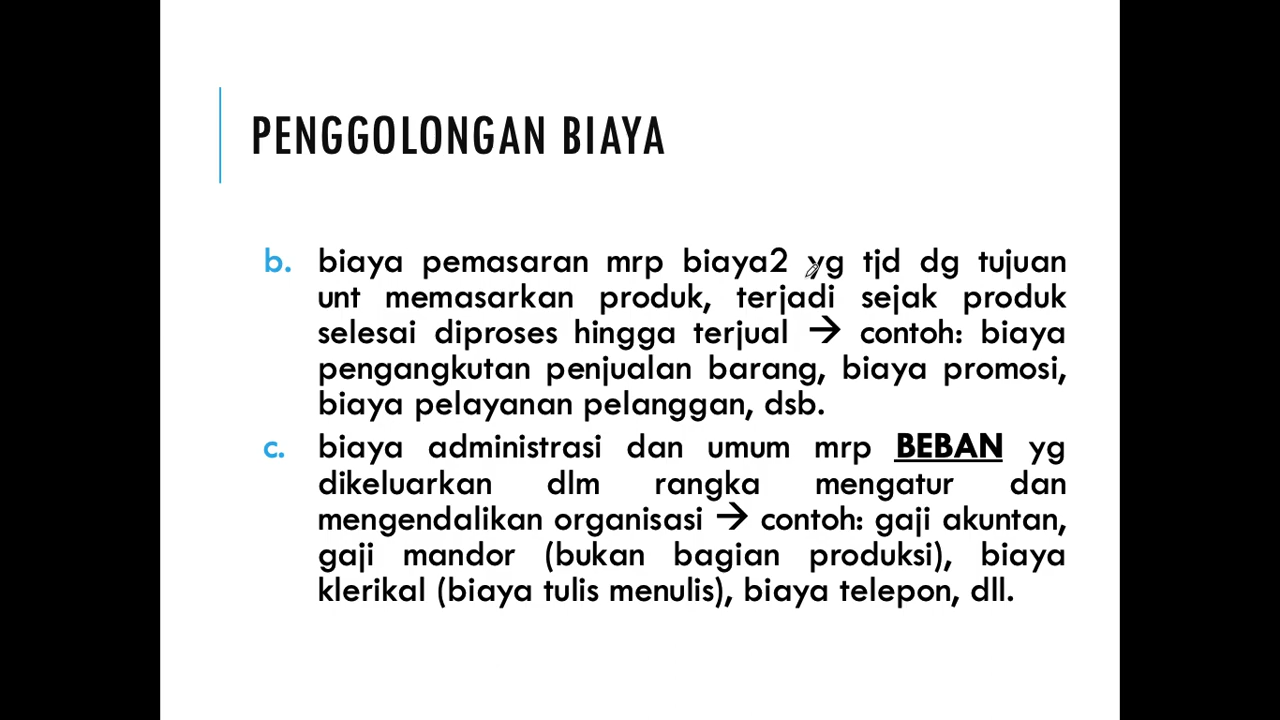 PENGGOLONGAN BIAYA
b. biaya pemasaran mrp biaya2 yg tjd dg tujuan
unt memasarkan produk, terjadi sejak produk
selesai diproses hingga terjual → contoh: biaya
pengangkutan penjualan barang, biaya promosi,
biaya pelayanan pelanggan, dsb.
c. biaya administrasi dan umum mrp BEBAN yg
dikeluarkan dlm rangka mengatur dan
mengendalikan organisasi → contoh: gaji akuntan,
gaji mandor (bukan bagian produksi), biaya
klerikal (biaya tulis menulis), biaya telepon, dll.